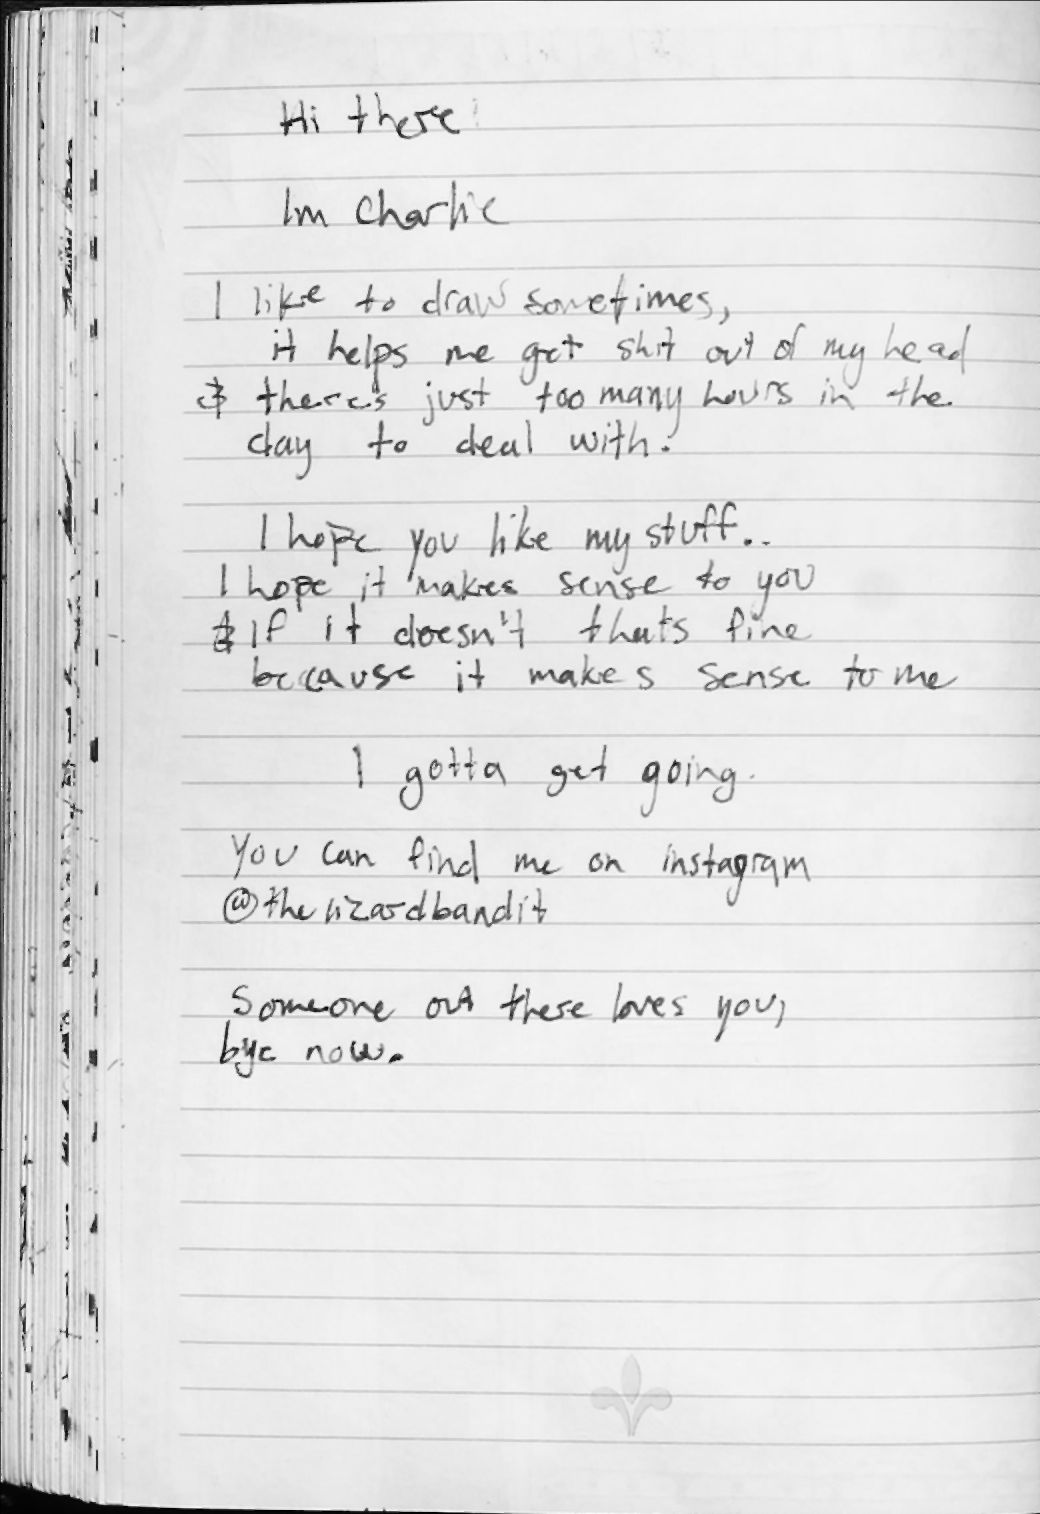 Hi there
Im Charlie
I like to draw sometimes,
it helps me get shit out of my head
& there's just too many hours in the
day to deal with.
I hope you like my stuff..
I hope it makes sense to you
& If it doesn't thats fine
because it makes sense to me
I gotta get going.
You can find me on instagram
@thelizardbandit
Someone out there loves you,
bye now.